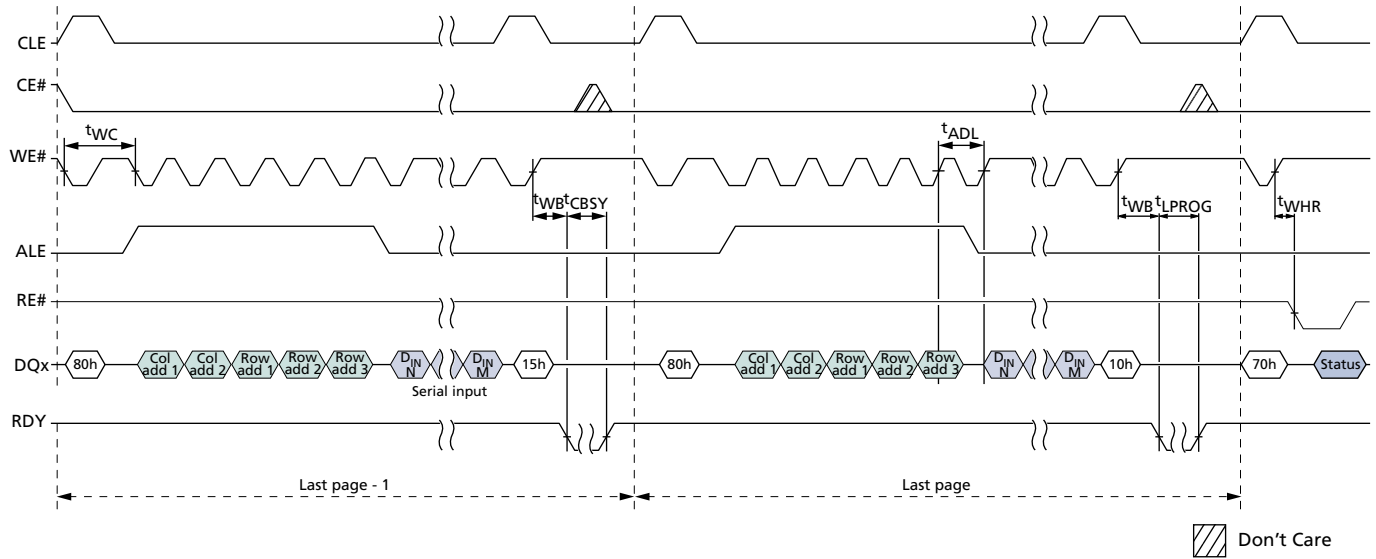 CLE
CE#
tWC
tADL
WE#
tWB tCBSY
tWB tLPROG
tWHR
ALE
RE#
DQx
80h
Col add 1
Col add 2
Row add 1
Row add 2
Row add 3
DIN N
DIN M
15h
80h
Col add 1
Col add 2
Row add 1
Row add 2
Row add 3
DIN N
DIN M
10h
70h
Status
Serial input
RDY
Last page - 1
Last page
Don't Care